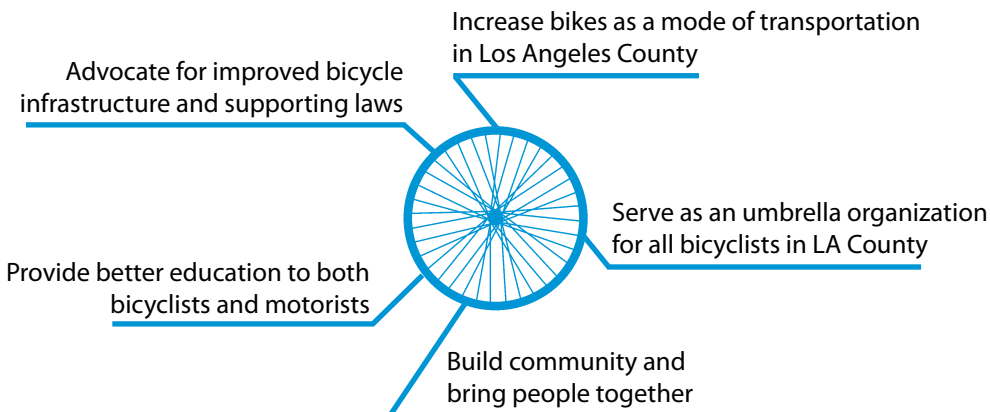 Increase bikes as a mode of transportation
in Los Angeles County
Advocate for improved bicycle
infrastructure and supporting laws
Serve as an umbrella organization
for all bicyclists in LA County
Provide better education to both
bicyclists and motorists
Build community and
bring people together